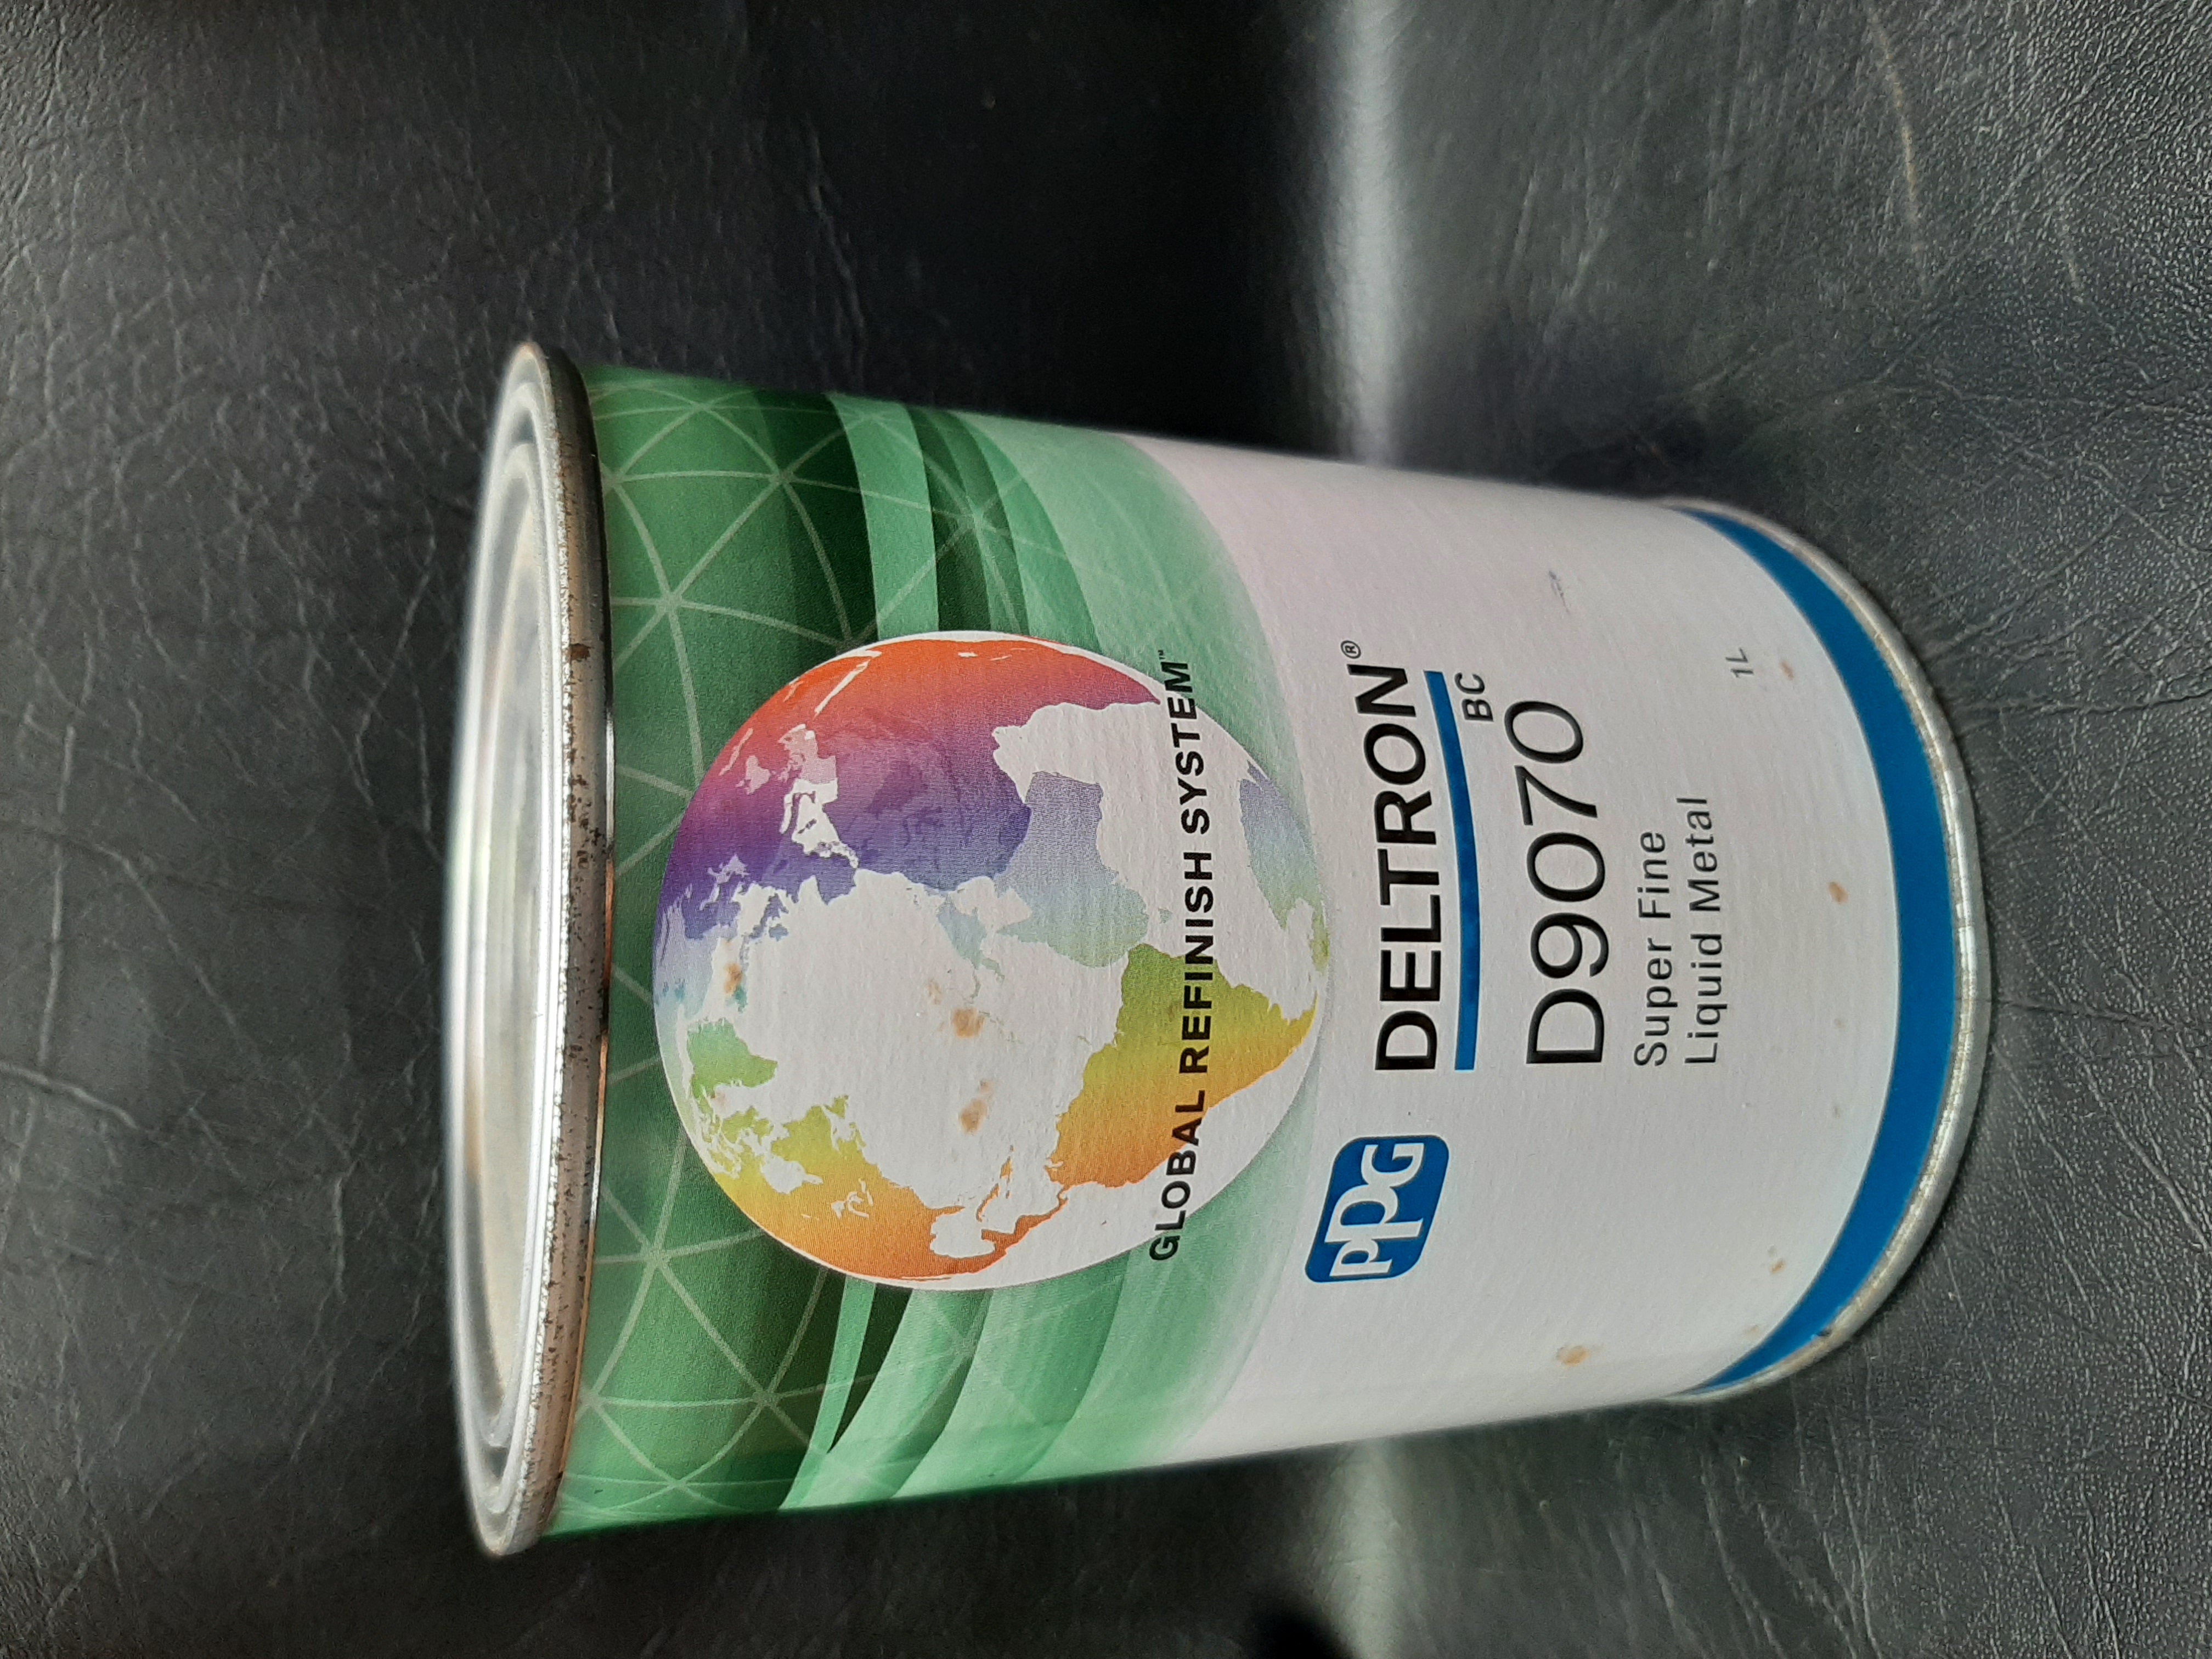 GLOBAL REFINISH SYSTEM™
PPG
DELTRON®
BC
D9070
Super Fine
Liquid Metal
1L